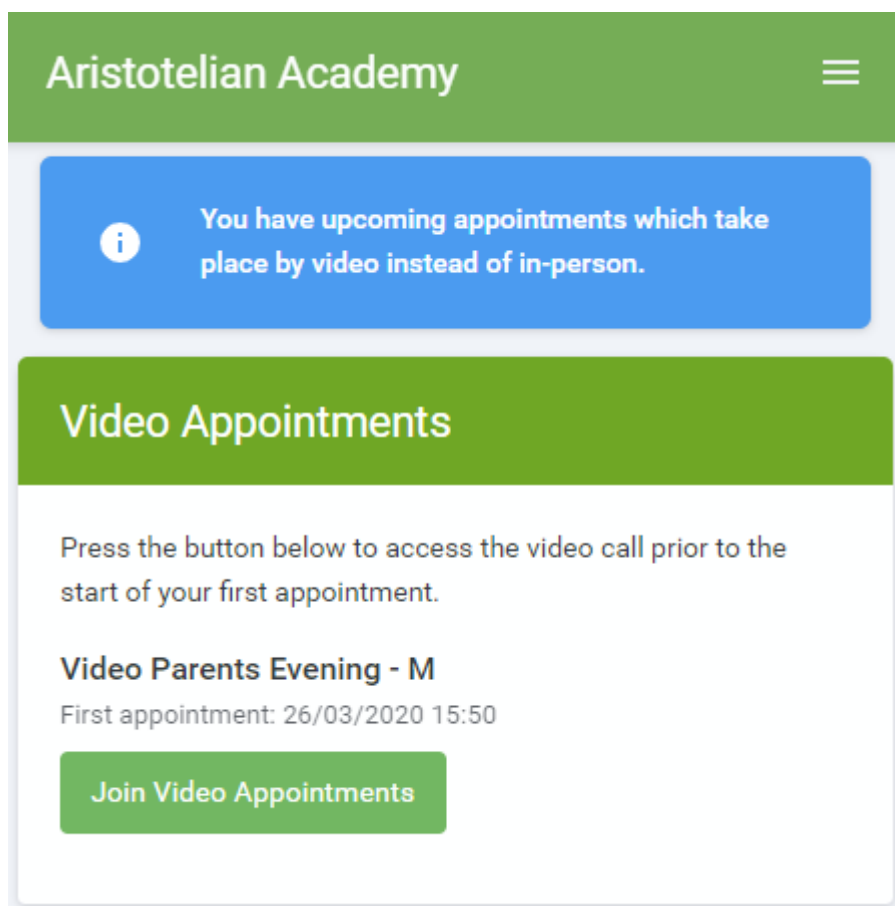 Aristotelian Academy
You have upcoming appointments which take
place by video instead of in-person.
Video Appointments
Press the button below to access the video call prior to the
start of your first appointment.
Video Parents Evening - M
First appointment: 26/03/2020 15:50
Join Video Appointments